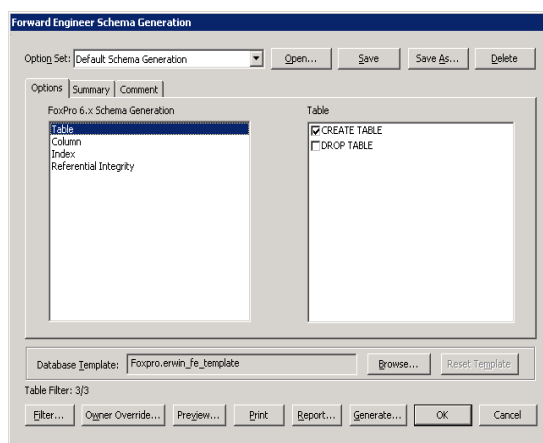 Forward Engineer Schema Generation
Option Set: Default Schema Generation Open... Save Save As... Delete
Options Summary Comment
FoxPro 6.x Schema Generation Table
Table CREATE TABLE
Column DROP TABLE
Index
Referential Integrity
Database Template: Foxpro.erwin_fe_template Browse... Reset Template
Table Filter: 3/3
Filter... Owner Override... Preview... Print Report... Generate... OK Cancel